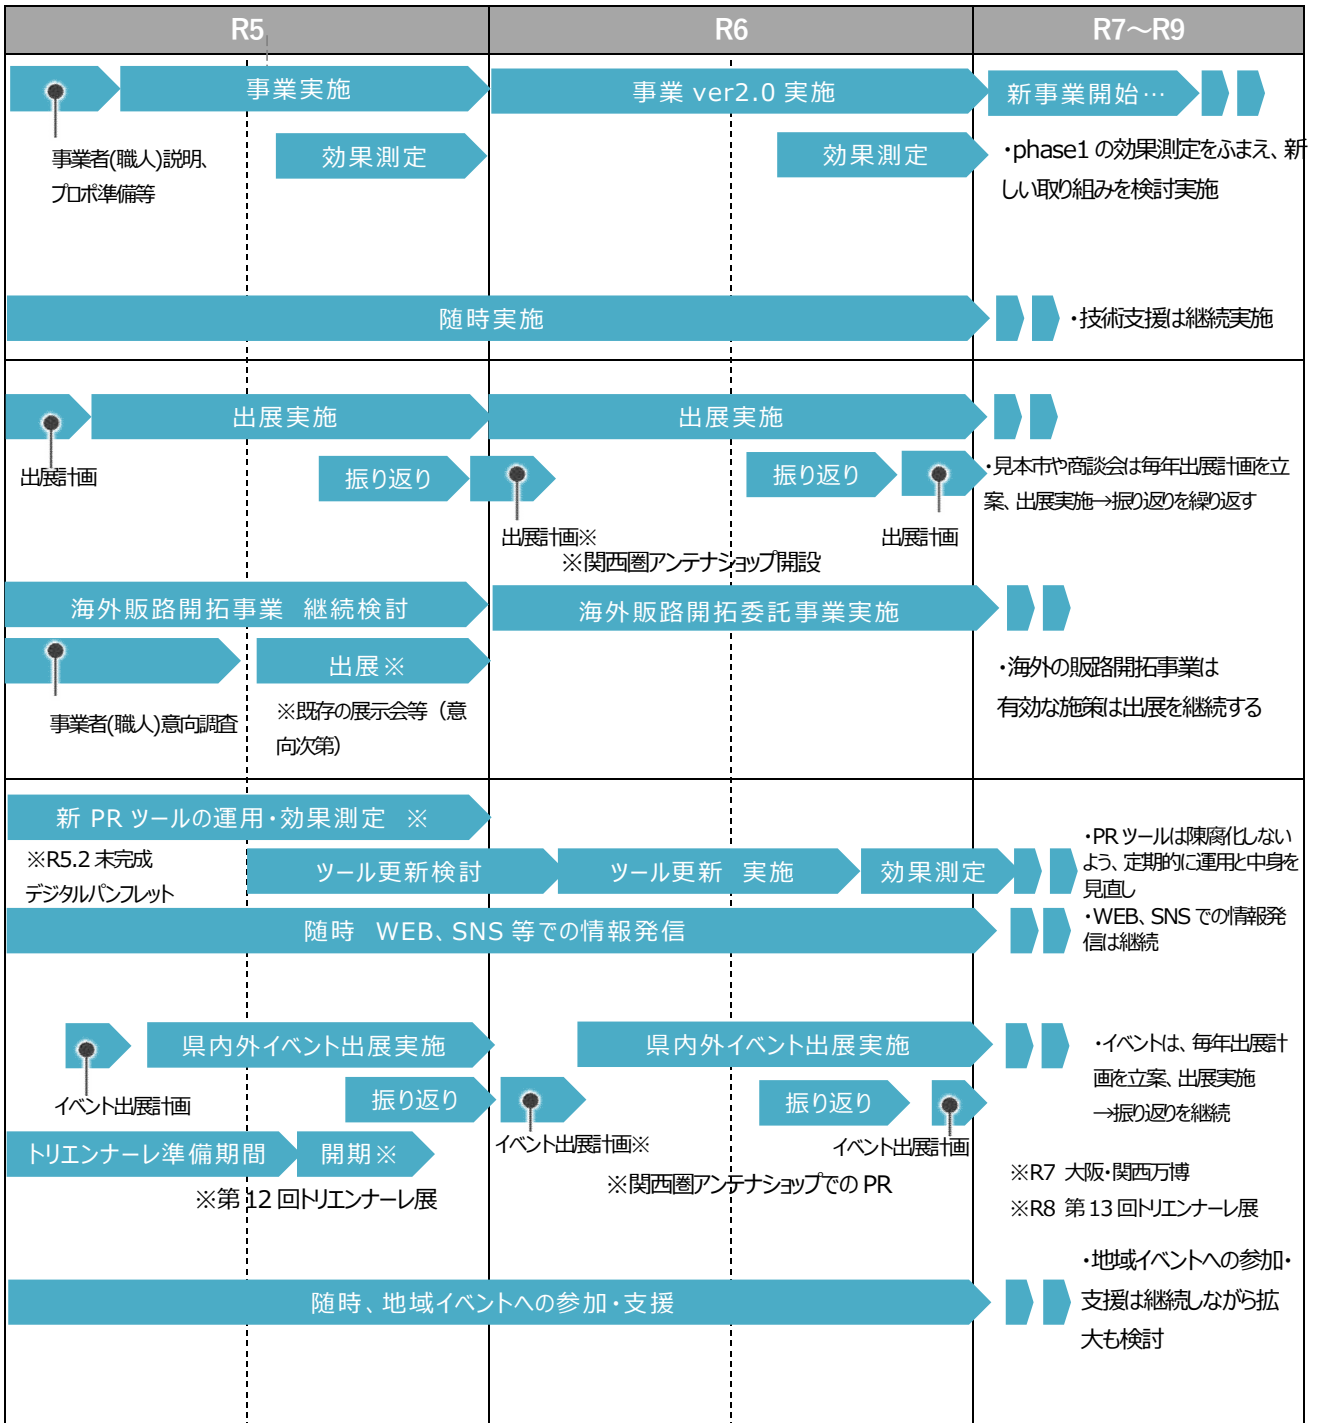 R5
R6
R7～R9
事業実施
事業 ver2.0 実施
新事業開始…
事業者(職人)説明、
プロポ準備等
効果測定
効果測定
・phase1 の効果測定をふまえ、新
しい取り組みを検討実施
随時実施
・技術支援は継続実施
出展実施
出展実施
出展計画
振り返り
振り返り
・見本市や商談会は毎年出展計画を立
案、出展実施→振り返りを繰り返す
出展計画※
出展計画
※関西圏アンテナショップ開設
海外販路開拓事業 継続検討
海外販路開拓委託事業実施
出展※
事業者(職人)意向調査
※既存の展示会等（意
向次第）
・海外の販路開拓事業は
有効な施策は出展を継続する
新 PR ツールの運用・効果測定 ※
※R5.2 末完成
デジタルパンフレット
ツール更新検討
ツール更新 実施
効果測定
・PR ツールは陳腐化しない
よう、定期的に運用と中身を
見直し
随時 WEB、SNS 等での情報発信
・WEB、SNS での情報発
信は継続
県内外イベント出展実施
県内外イベント出展実施
イベント出展計画
振り返り
振り返り
・イベントは、毎年出展計
画を立案、出展実施
→振り返りを継続
イベント出展計画※
イベント出展計画
トリエンナーレ準備期間
開期※
※第 12 回トリエンナーレ展
※関西圏アンテナショップでの PR
※R7 大阪・関西万博
※R8 第 13 回トリエンナーレ展
随時、地域イベントへの参加・支援
・地域イベントへの参加・
支援は継続しながら拡
大も検討